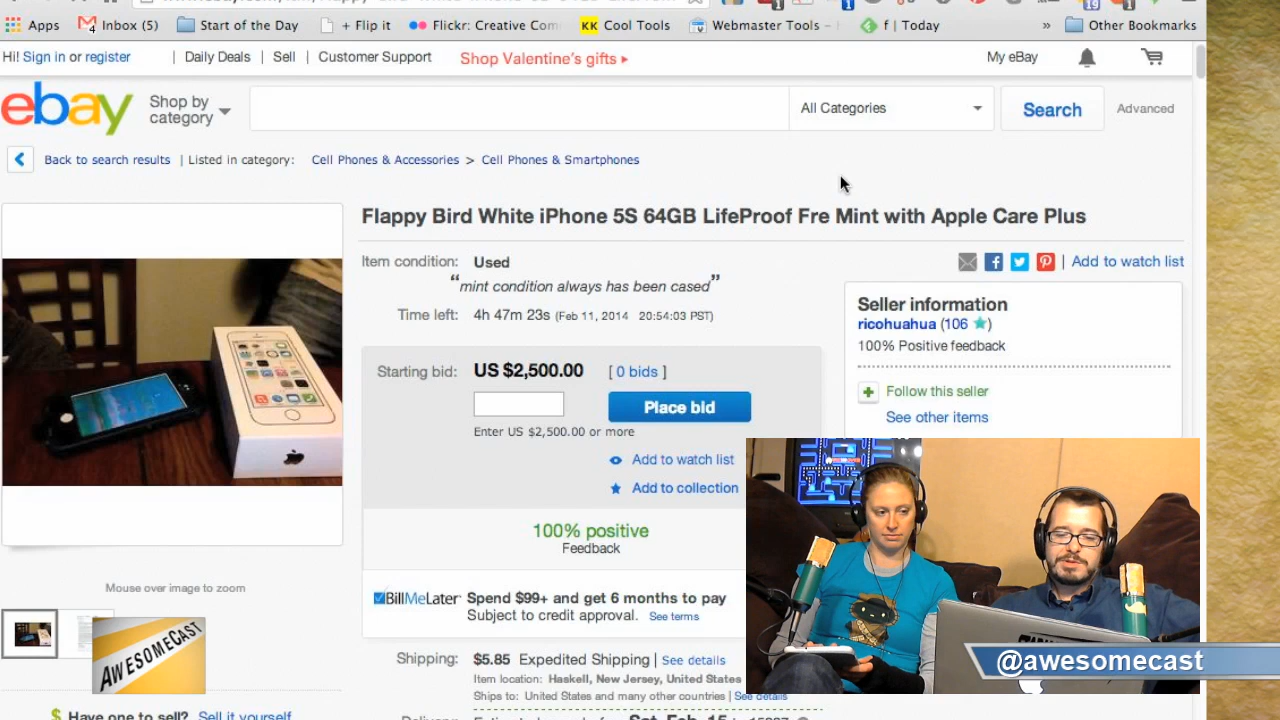 Apps Inbox (5) Start of the Day + Flip it Flickr: Creative Com KK Cool Tools Webmaster Tools - f | Today » Other Bookmarks
4
Hi! Sign in or register | Daily Deals | Sell | Customer Support Shop Valentine's gifts ▸ My eBay
ebay Shop by category All Categories Search Advanced
Back to search results | Listed in category: Cell Phones & Accessories > Cell Phones & Smartphones
Flappy Bird White iPhone 5S 64GB LifeProof Fre Mint with Apple Care Plus
Item condition: Used
“mint condition always has been cased”
Time left: 4h 47m 23s (Feb 11, 2014 20:54:03 PST)
| Add to watch list
Seller information
ricohuahua (106 ★)
100% Positive feedback
+ Follow this seller
See other items
Starting bid: US $2,500.00 [ 0 bids ]
Place bid
Enter US $2,500.00 or more
Add to watch list
Add to collection
100% positive
Feedback
BillMeLater Spend $99+ and get 6 months to pay
Subject to credit approval. See terms
Mouse over image to zoom
AWESOMECAST
Shipping: $5.85 Expedited Shipping | See details
Item location: Haskell, New Jersey, United States
Ships to: United States and many other countries | See details
@awesomecast
$ Have one to sell? Sell it yourself